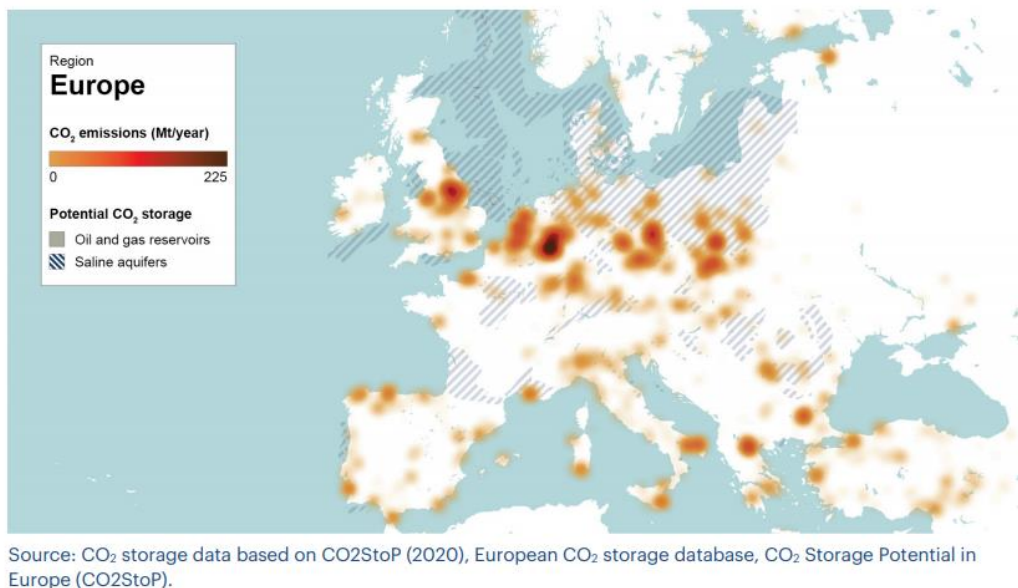 Region
Europe
CO₂ emissions (Mt/year)
0 225
Potential CO₂ storage
Oil and gas reservoirs
Saline aquifers
Source: CO₂ storage data based on CO2StoP (2020), European CO₂ storage database, CO₂ Storage Potential in
Europe (CO2StoP).